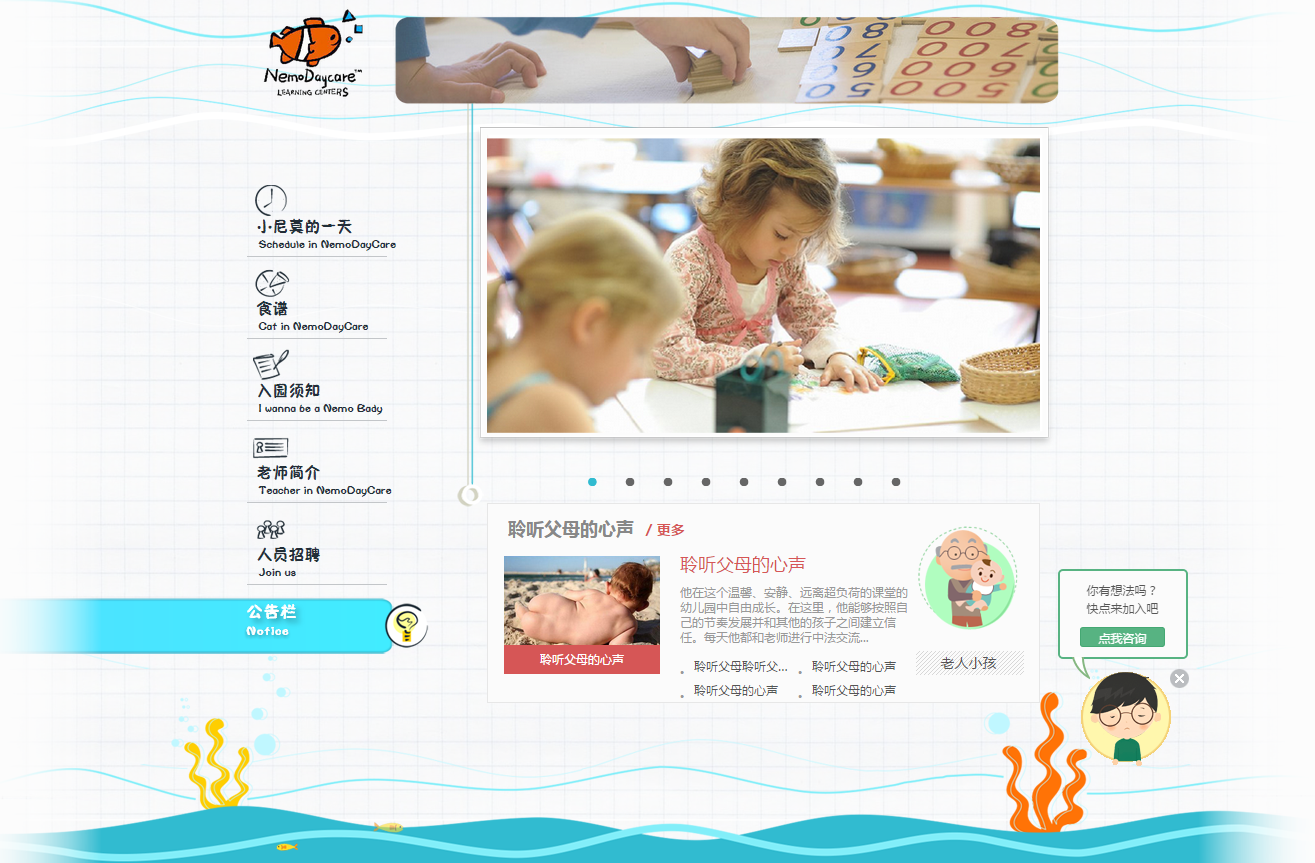 NemoDaycare™
LEARNING CENTERS
小尼莫的一天
Schedule in NemoDayCare
食谱
Cat in NemoDayCare
入园须知
I wanna be a Nemo Bady
老师简介
Teacher in NemoDayCare
人员招聘
Join us
公告栏
Notice
聆听父母的心声 / 更多
聆听父母的心声
聆听父母的心声
他在这个温馨、安静、远离超负荷的课堂的
幼儿园中自由成长。在这里，他能够按照自
己的节奏发展并和其他的孩子之间建立信
任。每天他都和老师进行中法交流...
聆听父母聆听父...
聆听父母的心声
聆听父母的心声
聆听父母的心声
老人小孩
你有想法吗？
快点来加入吧
点我咨询